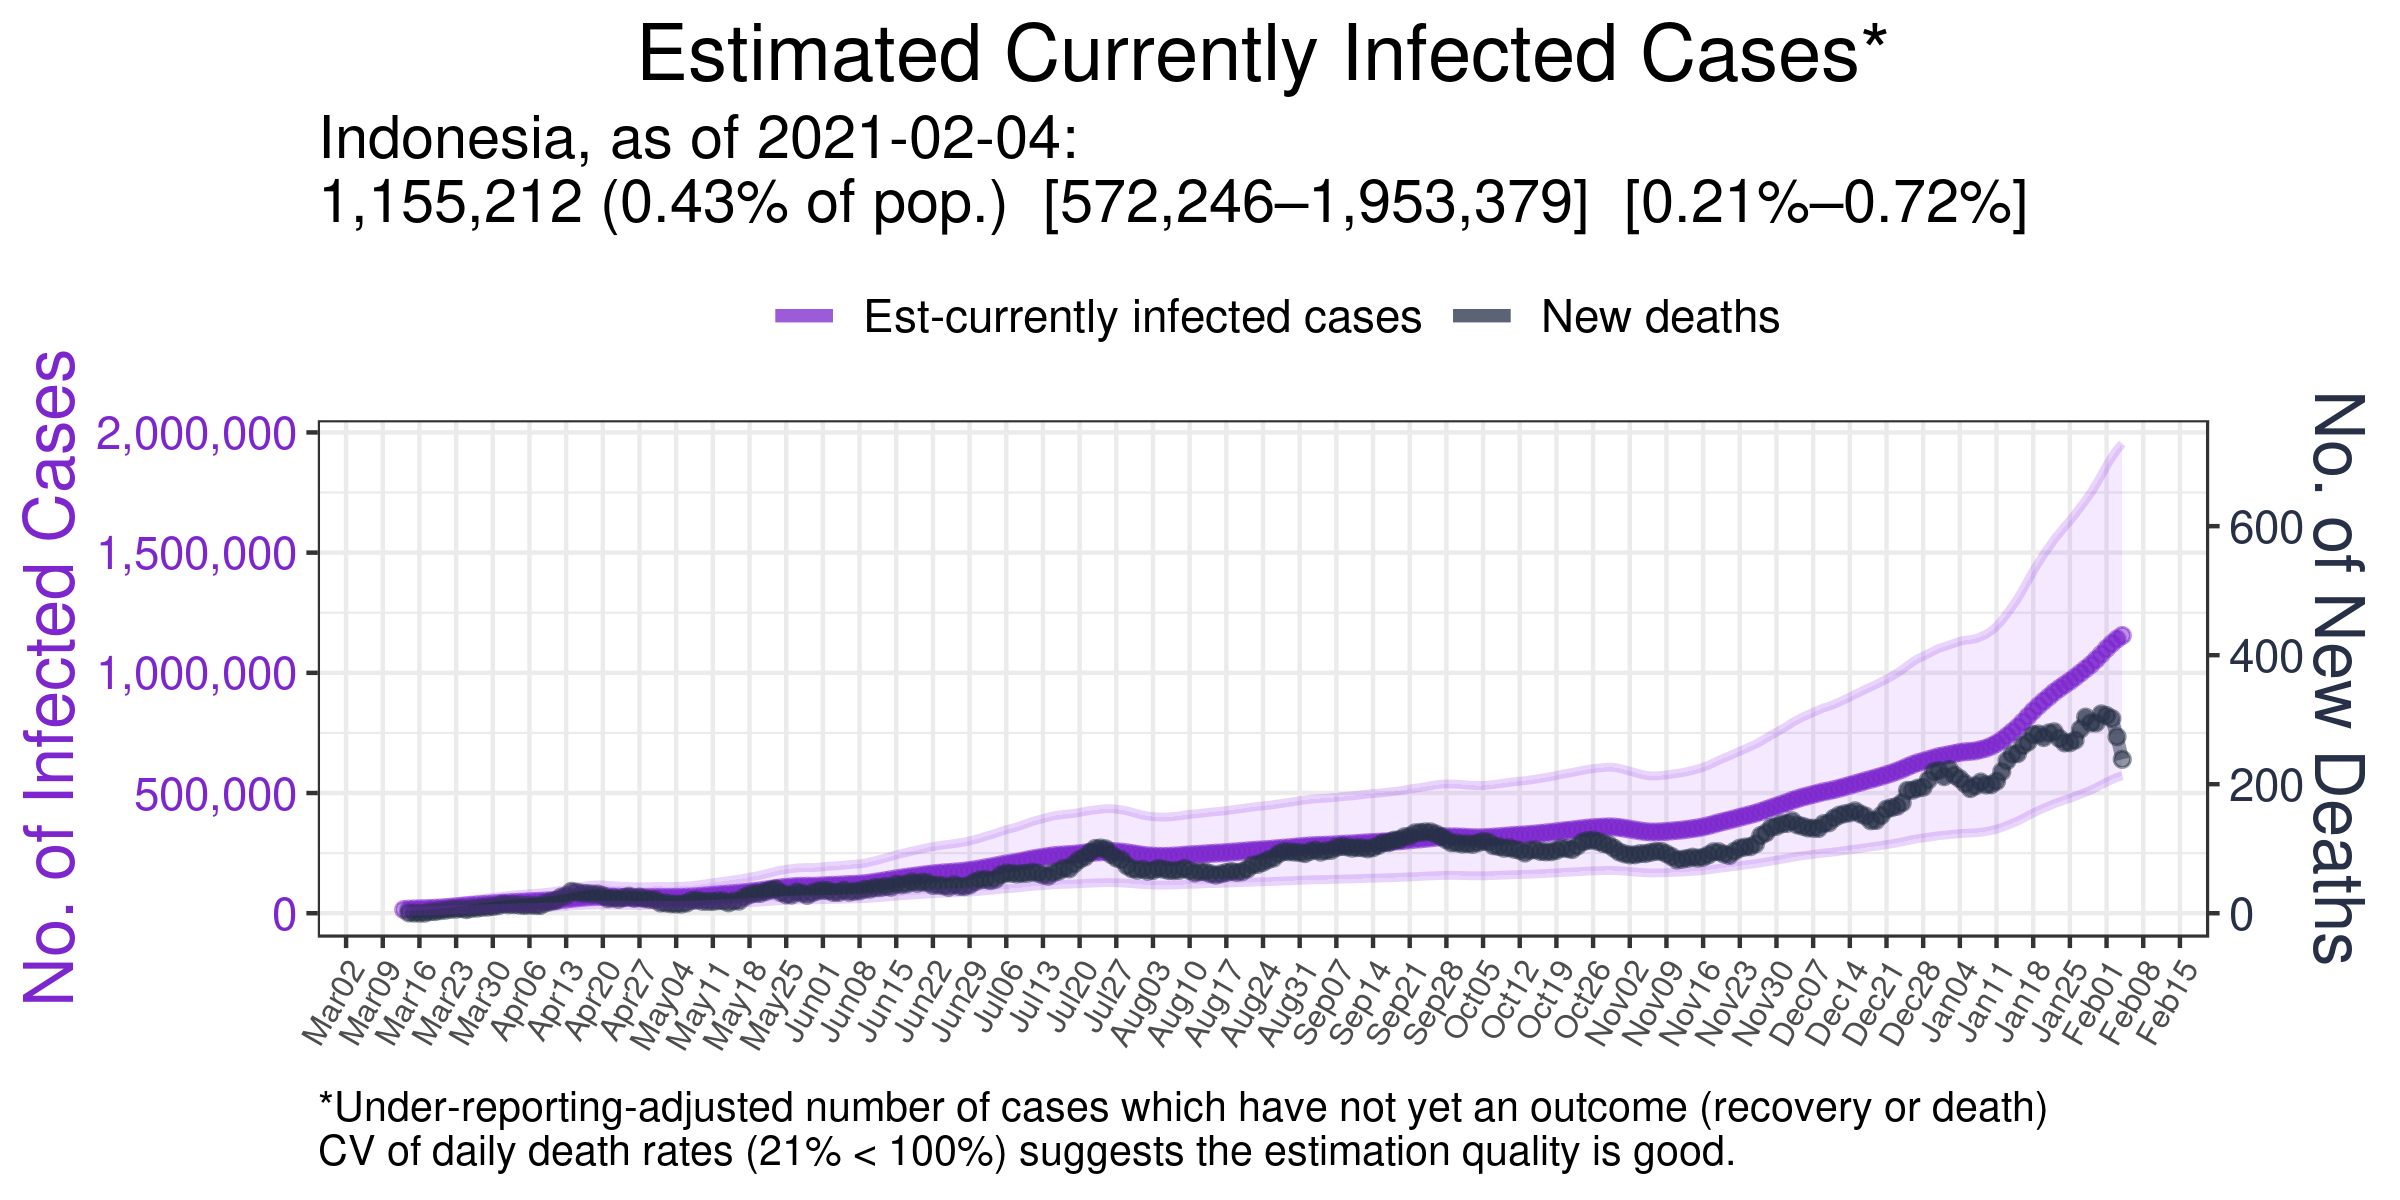 Estimated Currently Infected Cases*
Indonesia, as of 2021-02-04:
1,155,212 (0.43% of pop.)  [572,246–1,953,379]  [0.21%–0.72%]
Est-currently infected cases
New deaths
No. of Infected Cases
2,000,000
1,500,000
1,000,000
500,000
0
No. of New Deaths
600
400
200
0
Mar02
Mar09
Mar16
Mar23
Mar30
Apr06
Apr13
Apr20
Apr27
May04
May11
May18
May25
Jun01
Jun08
Jun15
Jun22
Jun29
Jul06
Jul13
Jul20
Jul27
Aug03
Aug10
Aug17
Aug24
Aug31
Sep07
Sep14
Sep21
Sep28
Oct05
Oct12
Oct19
Oct26
Nov02
Nov09
Nov16
Nov23
Nov30
Dec07
Dec14
Dec21
Dec28
Jan04
Jan11
Jan18
Jan25
Feb01
Feb08
Feb15
*Under-reporting-adjusted number of cases which have not yet an outcome (recovery or death)
CV of daily death rates (21% < 100%) suggests the estimation quality is good.